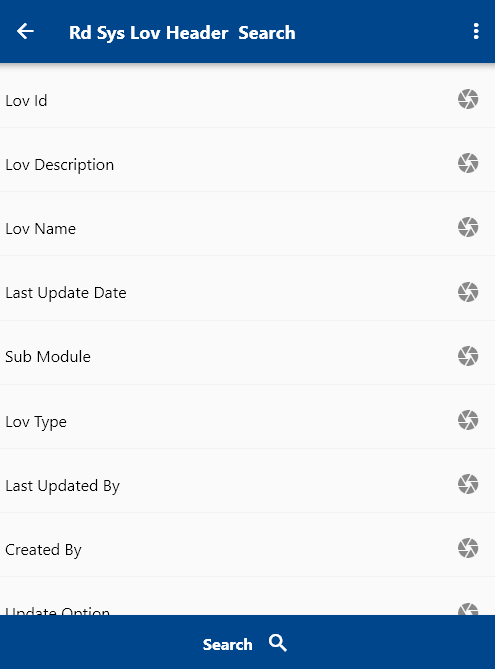 Rd Sys Lov Header  Search
Lov Id
Lov Description
Lov Name
Last Update Date
Sub Module
Lov Type
Last Updated By
Created By
Update Option
Search